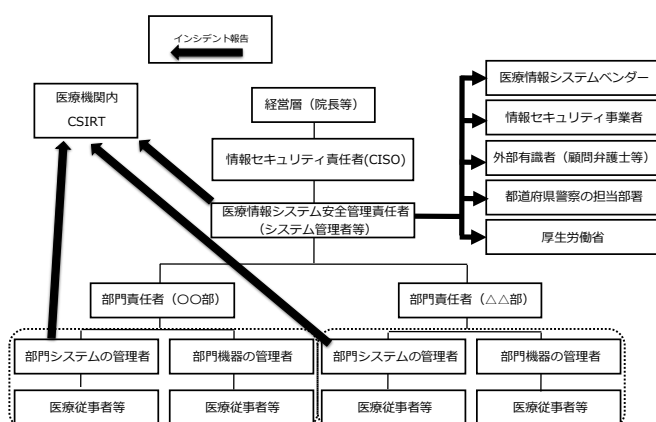 インシデント報告
医療機関内
CSIRT
経営層（院長等）
情報セキュリティ責任者(CISO)
医療情報システム安全管理責任者
（システム管理者等）
医療情報システムベンダー
情報セキュリティ事業者
外部有識者（顧問弁護士等）
都道府県警察の担当部署
厚生労働省
部門責任者（〇〇部）
部門責任者（△△部）
部門システムの管理者
部門機器の管理者
部門システムの管理者
部門機器の管理者
医療従事者等
医療従事者等
医療従事者等
医療従事者等